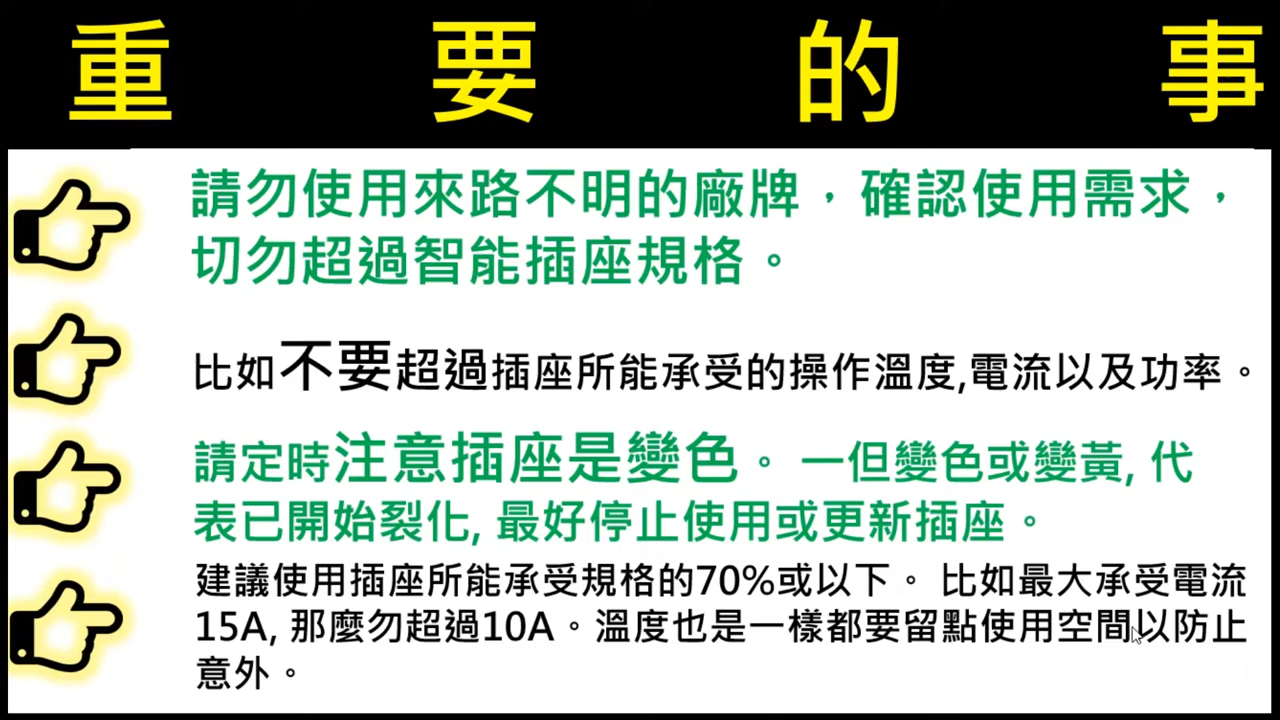 重要的事
請勿使用來路不明的廠牌，確認使用需求，
切勿超過智能插座規格。
比如不要超過插座所能承受的操作溫度,電流以及功率。
請定時注意插座是變色。 一但變色或變黃, 代
表已開始裂化, 最好停止使用或更新插座。
建議使用插座所能承受規格的70%或以下。 比如最大承受電流
15A, 那麼勿超過10A。溫度也是一樣都要留點使用空間以防止
意外。